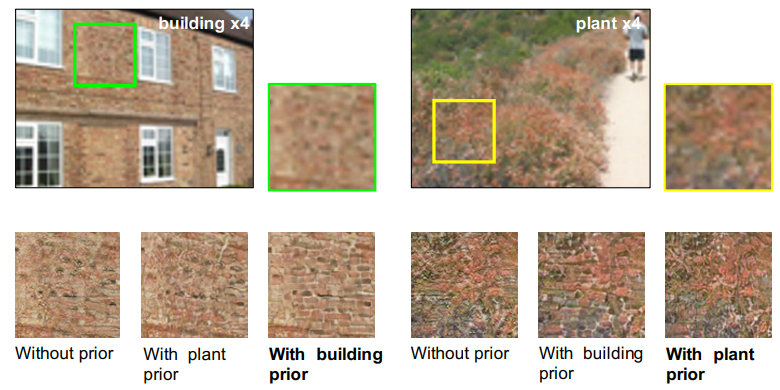 building x4
plant x4
Without prior
With plant
prior
With building
prior
Without prior
With building
prior
With plant
prior